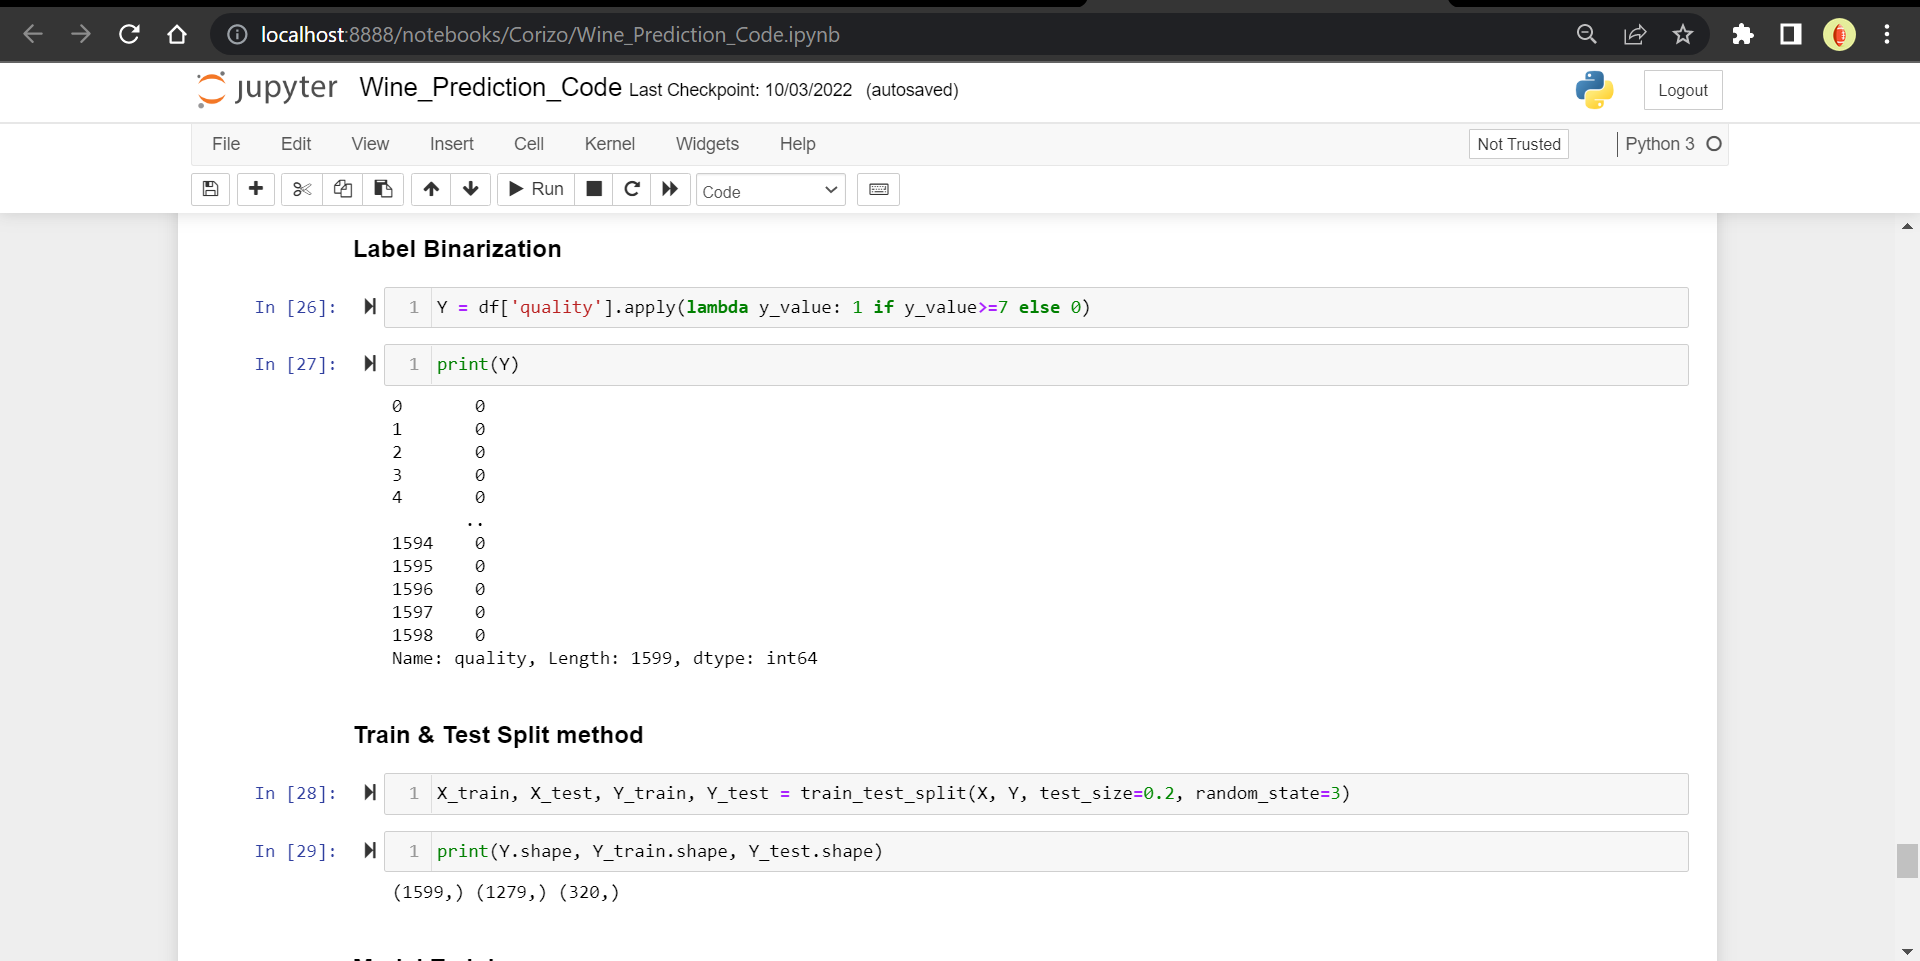 localhost:8888/notebooks/Corizo/Wine_Prediction_Code.ipynb
jupyter Wine_Prediction_Code Last Checkpoint: 10/03/2022 (autosaved)
Logout
File Edit View Insert Cell Kernel Widgets Help
Not Trusted
Python 3
Run
Code
Label Binarization
In [26]: 1 Y = df['quality'].apply(lambda y_value: 1 if y_value>=7 else 0)
In [27]: 1 print(Y)
0 0
1 0
2 0
3 0
4 0
..
1594 0
1595 0
1596 0
1597 0
1598 0
Name: quality, Length: 1599, dtype: int64
Train & Test Split method
In [28]: 1 X_train, X_test, Y_train, Y_test = train_test_split(X, Y, test_size=0.2, random_state=3)
In [29]: 1 print(Y.shape, Y_train.shape, Y_test.shape)
(1599,) (1279,) (320,)